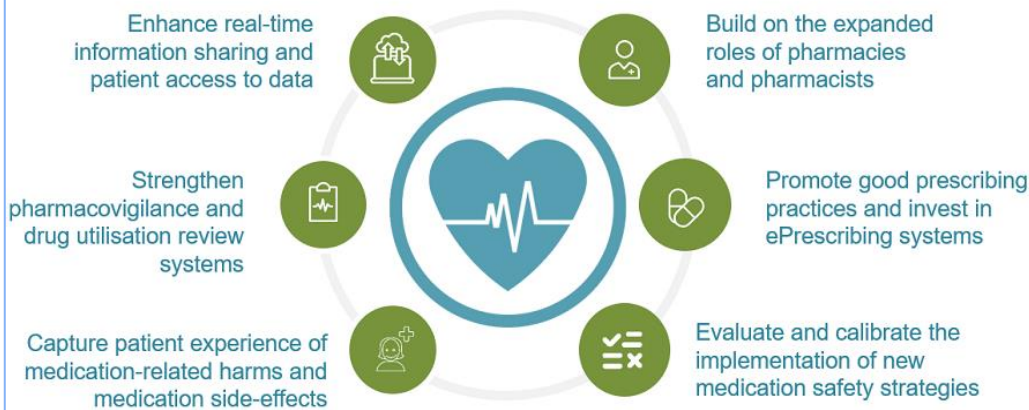 Enhance real-time
information sharing and
patient access to data
Build on the expanded
roles of pharmacies
and pharmacists
Strengthen
pharmacovigilance and
drug utilisation review
systems
Promote good prescribing
practices and invest in
ePrescribing systems
Capture patient experience of
medication-related harms and
medication side-effects
Evaluate and calibrate the
implementation of new
medication safety strategies